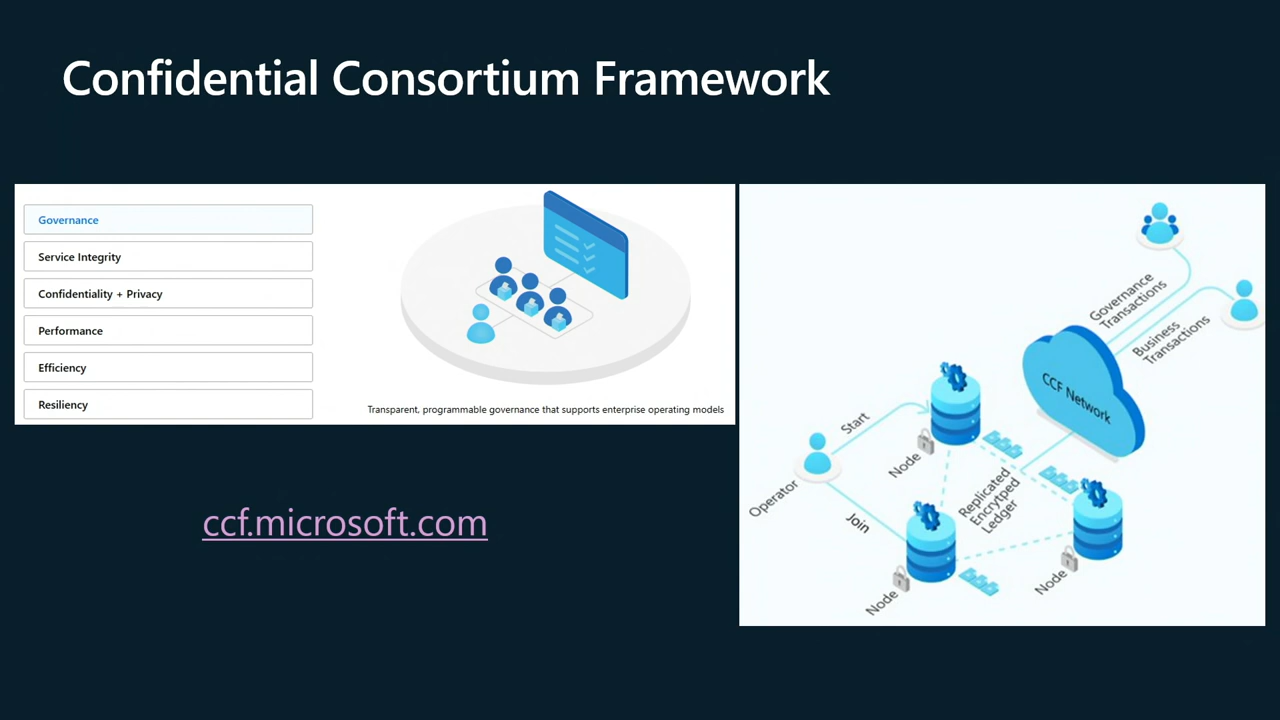 Confidential Consortium Framework
Governance
Service Integrity
Confidentiality + Privacy
Performance
Efficiency
Resiliency
Transparent, programmable governance that supports enterprise operating models
ccf.microsoft.com
Governance
Transactions
Business
Transactions
CCF Network
Start
Node
Operator
Join
Replicated
Encrytped
Ledger
Node
Node